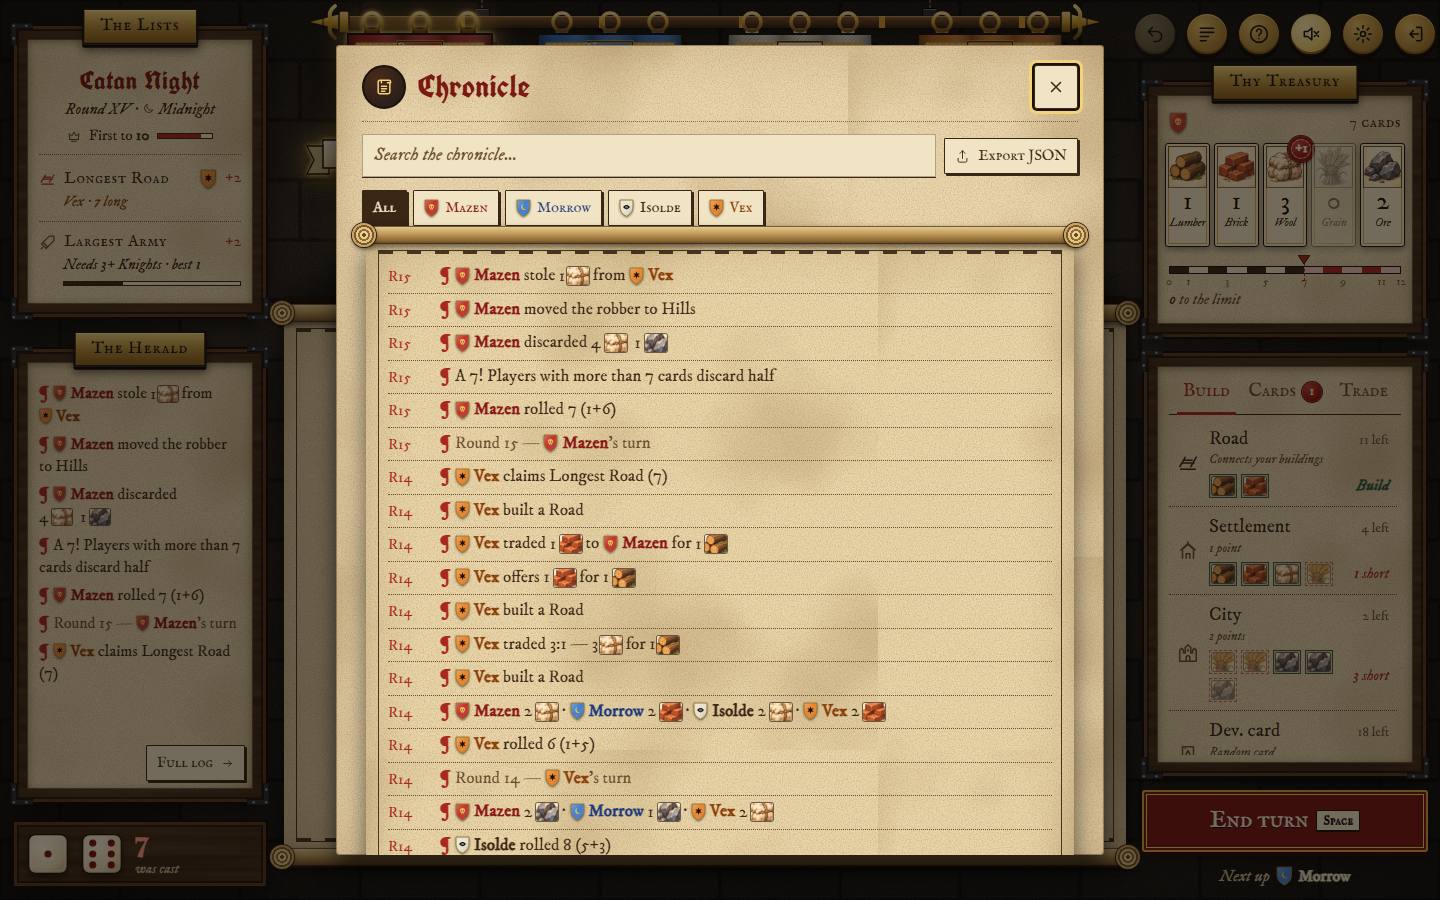 The Lists
Catan Night
Round XV · Midnight
First to 10
Longest Road +2
Vex · 7 long
Largest Army +2
Needs 3+ Knights · best 1
The Herald
¶ Mazen stole 1 from
Vex
¶ Mazen moved the robber
to Hills
¶ Mazen discarded
4 1
¶ A 7! Players with more than 7
cards discard half
¶ Mazen rolled 7 (1+6)
¶ Round 15 — Mazen's turn
¶ Vex claims Longest Road
(7)
Full log →
7
was cast
Chronicle
Search the chronicle...
Export JSON
All Mazen Morrow Isolde Vex
R15 ¶ Mazen stole 1 from Vex
R15 ¶ Mazen moved the robber to Hills
R15 ¶ Mazen discarded 4 1
R15 ¶ A 7! Players with more than 7 cards discard half
R15 ¶ Mazen rolled 7 (1+6)
R15 ¶ Round 15 — Mazen's turn
R14 ¶ Vex claims Longest Road (7)
R14 ¶ Vex built a Road
R14 ¶ Vex traded 1 to Mazen for 1
R14 ¶ Vex offers 1 for 1
R14 ¶ Vex built a Road
R14 ¶ Vex traded 3:1 — 3 for 1
R14 ¶ Vex built a Road
R14 ¶ Mazen 2 · Morrow 2 · Isolde 2 · Vex 2
R14 ¶ Vex rolled 6 (1+5)
R14 ¶ Round 14 — Vex's turn
R14 ¶ Mazen 2 · Morrow 1 · Vex 2
R14 ¶ Isolde rolled 8 (5+3)
Thy Treasury
7 cards
+1
1 1 3 0 2
Lumber Brick Wool Grain Ore
0 1 3 5 7 9 11 12
0 to the limit
Build Cards 1 Trade
Road 11 left
Connects your buildings
Build
Settlement 4 left
1 point
1 short
City 2 left
2 points
3 short
Dev. card 18 left
Random card
End turn Space
Next up Morrow